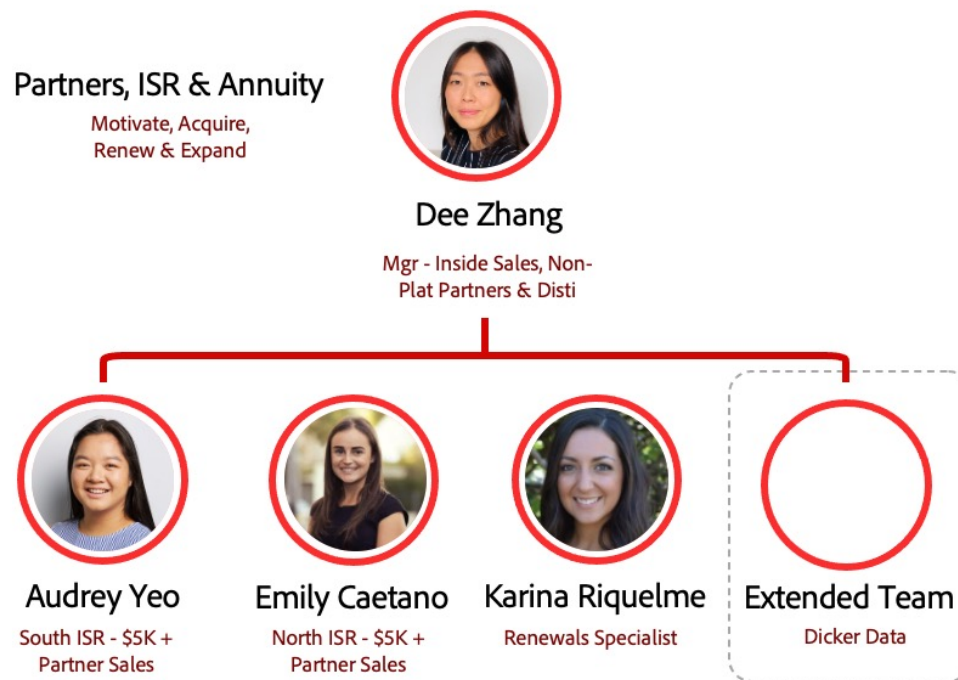 Partners, ISR & Annuity
Motivate, Acquire,
Renew & Expand
Dee Zhang
Mgr - Inside Sales, Non-
Plat Partners & Disti
Audrey Yeo
South ISR - $5K +
Partner Sales
Emily Caetano
North ISR - $5K +
Partner Sales
Karina Riquelme
Renewals Specialist
Extended Team
Dicker Data